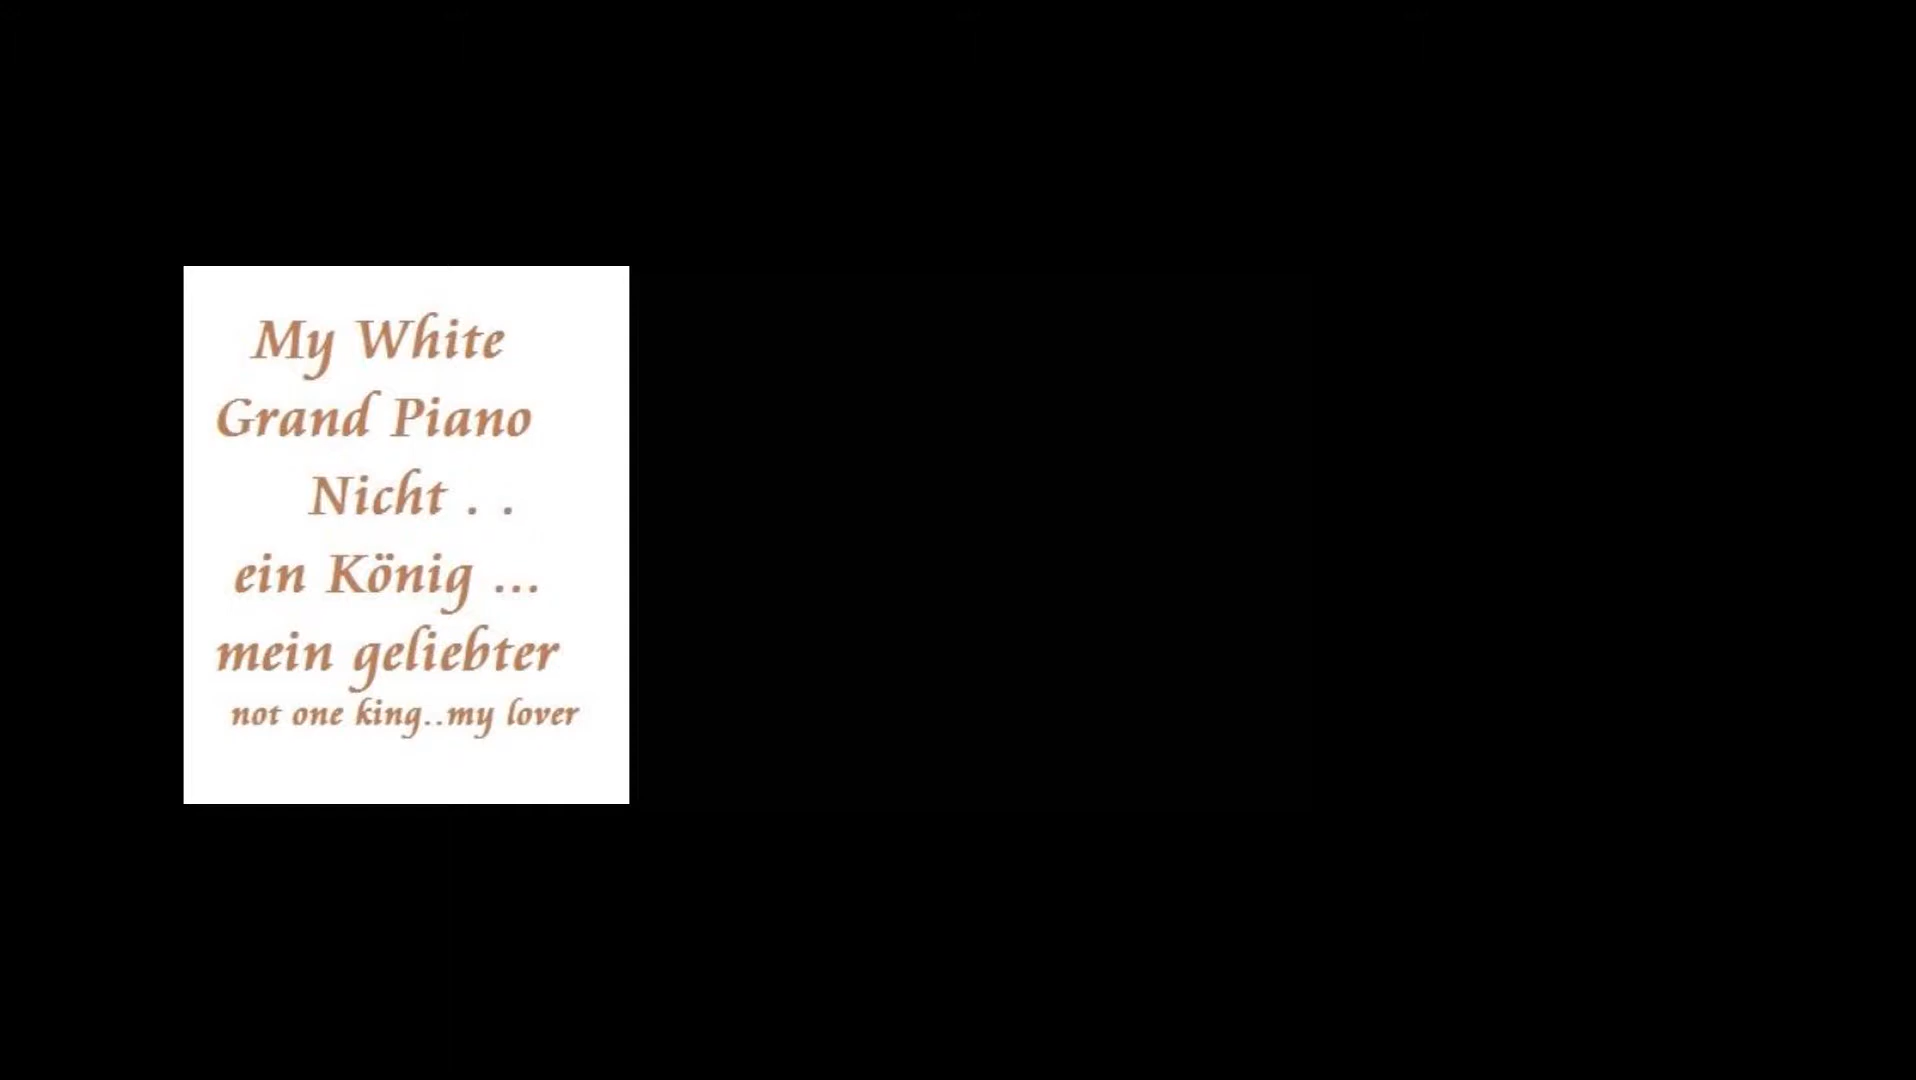 My White
Grand Piano
Nicht . .
ein König ...
mein geliebter
not one king..my lover